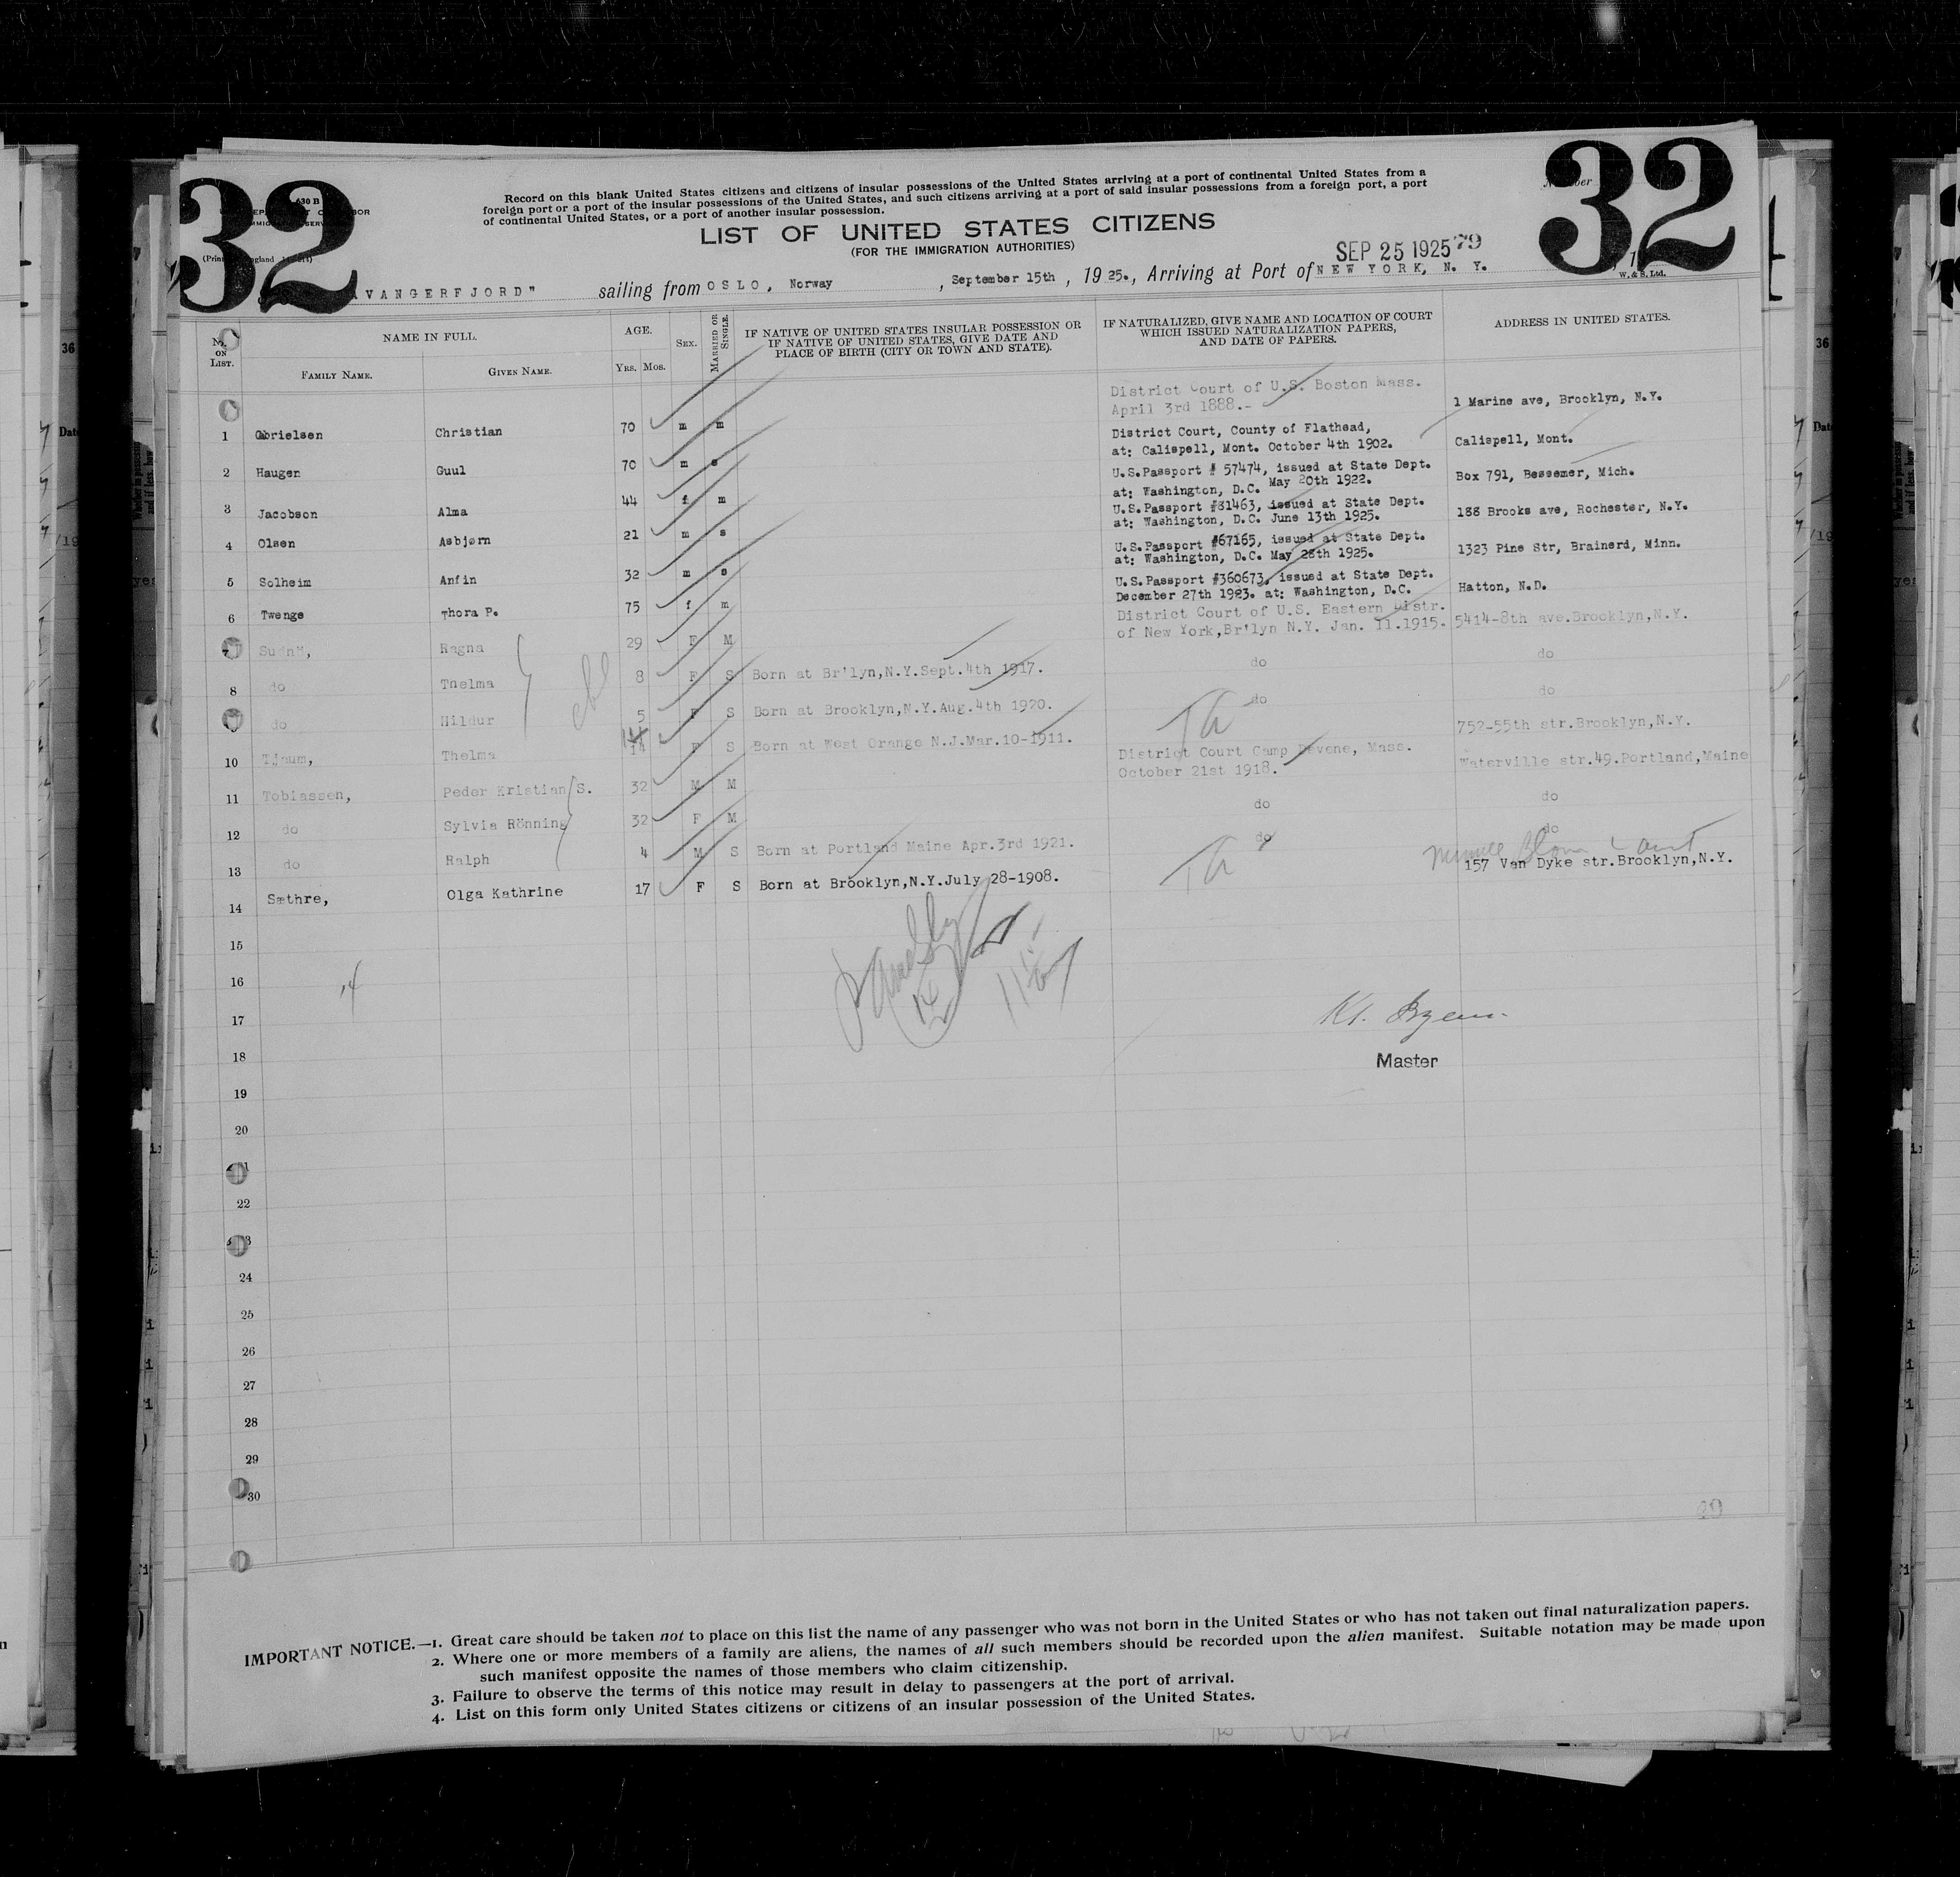 32
32
630 B
Record on this blank United States citizens and citizens of insular possessions of the United States arriving at a port of continental United States from a
foreign port or a port of the insular possessions of the United States, and such citizens arriving at a port of said insular possessions from a foreign port, a port
of continental United States, or a port of another insular possession.
LIST OF UNITED STATES CITIZENS
(FOR THE IMMIGRATION AUTHORITIES)
SEP 25 1925 79
VANGERFJORD" sailing from OSLO, Norway, September 15th, 1925., Arriving at Port of NEW YORK, N. Y.
W. & S. Ltd.
No. ON LIST. NAME IN FULL. AGE. SEX. MARRIED OR SINGLE. IF NATIVE OF UNITED STATES INSULAR POSSESSION OR IF NATIVE OF UNITED STATES, GIVE DATE AND PLACE OF BIRTH (CITY OR TOWN AND STATE). IF NATURALIZED, GIVE NAME AND LOCATION OF COURT WHICH ISSUED NATURALIZATION PAPERS, AND DATE OF PAPERS. ADDRESS IN UNITED STATES.
FAMILY NAME. GIVEN NAME. YRS. MOS.
1 Gabrielsen Christian 70 m m District Court of U.S. Boston Mass. April 3rd 1888.- 1 Marine ave, Brooklyn, N.Y.
2 Haugen Guul 70 m s District Court, County of Flathead, at: Calispell, Mont. October 4th 1902. Calispell, Mont.
3 Jacobson Alma 44 f m U.S.Passport # 57474, issued at State Dept. at: Washington, D.C. May 20th 1922. Box 791, Bessemer, Mich.
4 Olsen Asbjørn 21 m s U.S.Passport #81463, issued at State Dept. at: Washington, D.C. June 13th 1925. 188 Brooks ave, Rochester, N.Y.
5 Solheim Anfin 32 m s U.S.Passport #67165, issued at State Dept. at: Washington, D.C. May 28th 1925. 1323 Pine Str, Brainerd, Minn.
6 Twenge Thora P. 75 f m U.S.Passport #360673, issued at State Dept. December 27th 1923. at: Washington, D.C. Hatton, N.D.
7 Ragna 29 F M District Court of U.S. Eastern Distr. of New York,Br'lyn N.Y. Jan. 11.1915. 5414-8th ave.Brooklyn,N.Y.
8 do Thelma 8 F S Born at Br'lyn,N.Y.Sept.4th 1917. do do
9 do Hildur 5 F S Born at Brooklyn,N.Y.Aug.4th 1920. do do
10 Tjaum, Thelma 14 F S Born at West Orange N.J.Mar.10-1911. 752-55th str.Brooklyn,N.Y.
11 Tobiassen, Peder Kristian S. 32 M M District Court Camp Devene, Mass. October 21st 1918. Waterville str.49.Portland,Maine
12 do Sylvia Rönning 32 F M do do
13 do Ralph 4 M S Born at Portland Maine Apr.3rd 1921. do do
14 Sæthre, Olga Kathrine 17 F S Born at Brooklyn,N.Y.July 28-1908. 157 Van Dyke str.Brooklyn,N.Y.
15
16
17
18
Master
19
20
21
22
23
24
25
26
27
28
29
30
IMPORTANT NOTICE.—1. Great care should be taken not to place on this list the name of any passenger who was not born in the United States or who has not taken out final naturalization papers.
2. Where one or more members of a family are aliens, the names of all such members should be recorded upon the alien manifest. Suitable notation may be made upon
such manifest opposite the names of those members who claim citizenship.
3. Failure to observe the terms of this notice may result in delay to passengers at the port of arrival.
4. List on this form only United States citizens or citizens of an insular possession of the United States.